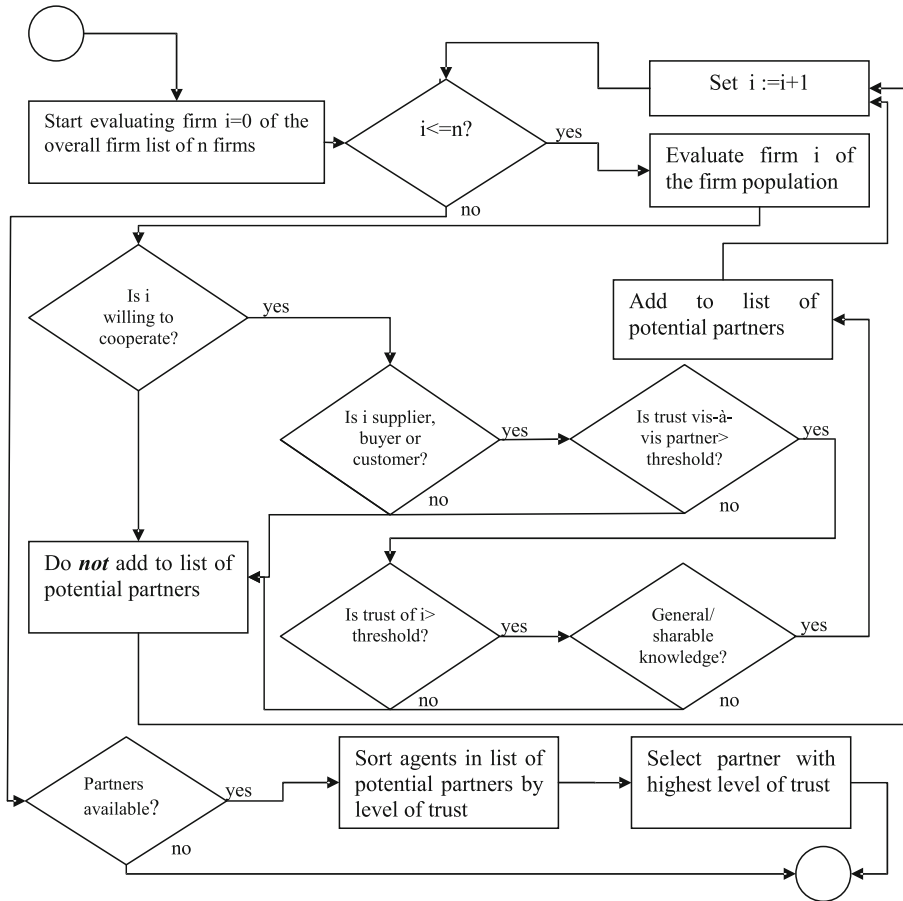 Set i :=i+1
Start evaluating firm i=0 of the
overall firm list of n firms
i<=n?
yes
Evaluate firm i of
the firm population
no
Is i
willing to
cooperate?
yes
Add to list of
potential partners
Is i supplier,
buyer or
customer?
yes
Is trust vis-à-
vis partner>
threshold?
yes
no
no
Do not add to list of
potential partners
Is trust of i>
threshold?
yes
General/
sharable
knowledge?
yes
no
no
Partners
available?
yes
Sort agents in list of
potential partners by
level of trust
Select partner with
highest level of trust
no